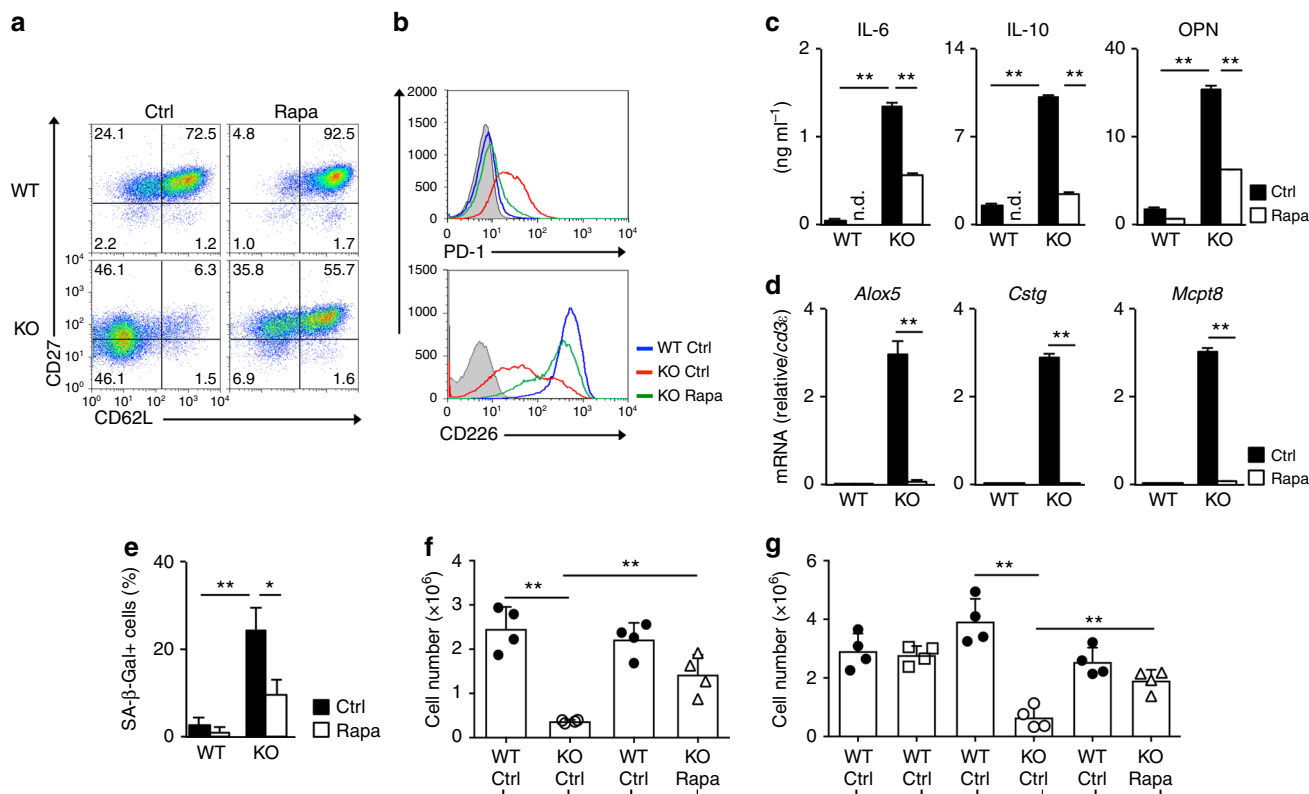 a
Ctrl Rapa
WT
24.1 72.5
2.2 1.2
4.8 92.5
1.0 1.7
KO
46.1 6.3
46.1 1.5
35.8 55.7
6.9 1.6
10⁴
10³
10²
10¹
10⁰
10⁰ 10¹ 10² 10³ 10⁴
CD27
CD62L
b
2000
1500
1000
500
0
0 10¹ 10² 10³ 10⁴
PD-1
2000
1500
1000
500
0
0 10¹ 10² 10³ 10⁴
CD226
WT Ctrl
KO Ctrl
KO Rapa
c
IL-6 IL-10 OPN
(ng ml⁻¹)
2
1
0
** **
n.d.
WT KO
14
7
0
** **
n.d.
WT KO
40
10
0
** **
WT KO
Ctrl
Rapa
d
Alox5 Cstg Mcpt8
mRNA (relative/cd3ε)
4
2
0
**
WT KO
4
2
0
**
WT KO
4
2
0
**
WT KO
Ctrl
Rapa
e
SA-β-Gal+ cells (%)
40
20
0
** *
WT KO
Ctrl
Rapa
f
Cell number (×10⁶)
4
3
2
1
0
** **
WT KO WT KO
Ctrl Ctrl Ctrl Rapa
g
Cell number (×10⁶)
6
4
2
0
** **
WT WT WT KO WT KO
Ctrl Ctrl Ctrl Ctrl Ctrl Rapa